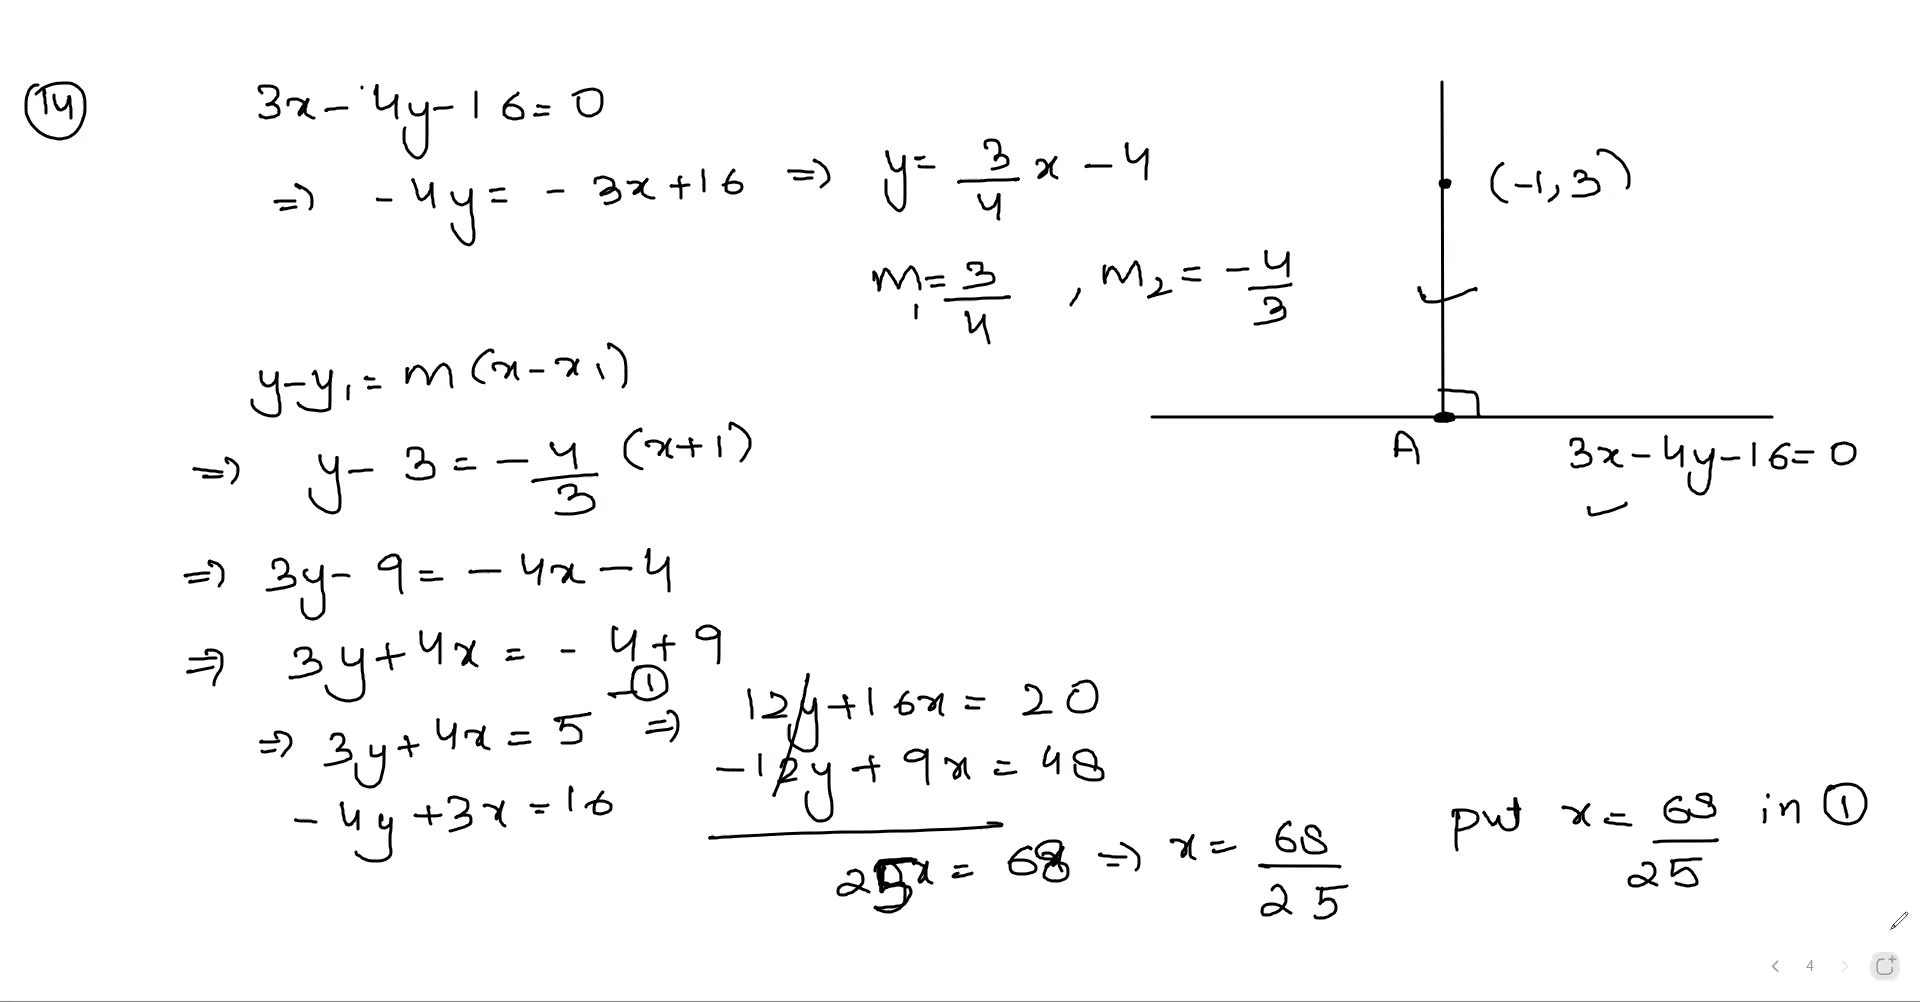 14
3x - 4y - 16 = 0
⇒ -4y = -3x + 16 ⇒ y = 3/4 x - 4
m₁ = 3/4 , m₂ = -4/3
(-1, 3)
A
3x - 4y - 16 = 0
y - y₁ = m (x - x₁)
⇒ y - 3 = -4/3 (x + 1)
⇒ 3y - 9 = -4x - 4
⇒ 3y + 4x = -4 + 9
⇒ 3y + 4x = 5 —① ⇒ 12y + 16x = 20
-4y + 3x = 16
-12y + 9x = 48
25x = 68 ⇒ x = 68/25
put x = 68/25 in ①
4